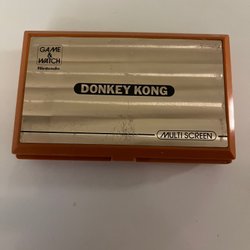 GAME
&
WATCH
Nintendo
DONKEY KONG
MULTI SCREEN